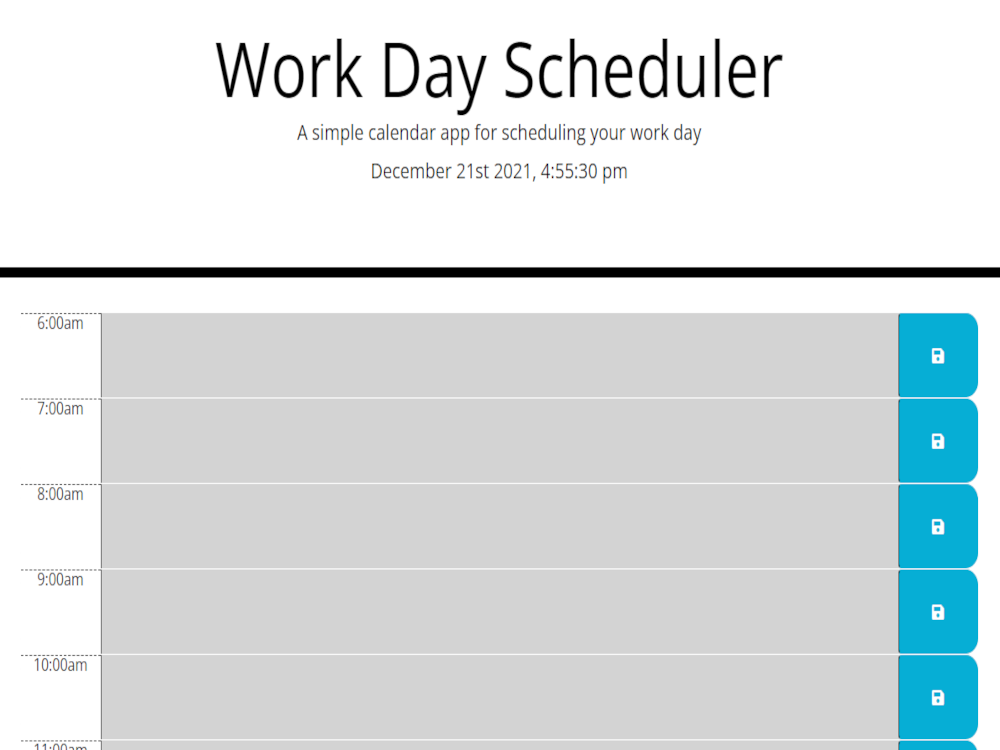 Work Day Scheduler
A simple calendar app for scheduling your work day
December 21st 2021, 4:55:30 pm
6:00am
7:00am
8:00am
9:00am
10:00am
11:00am